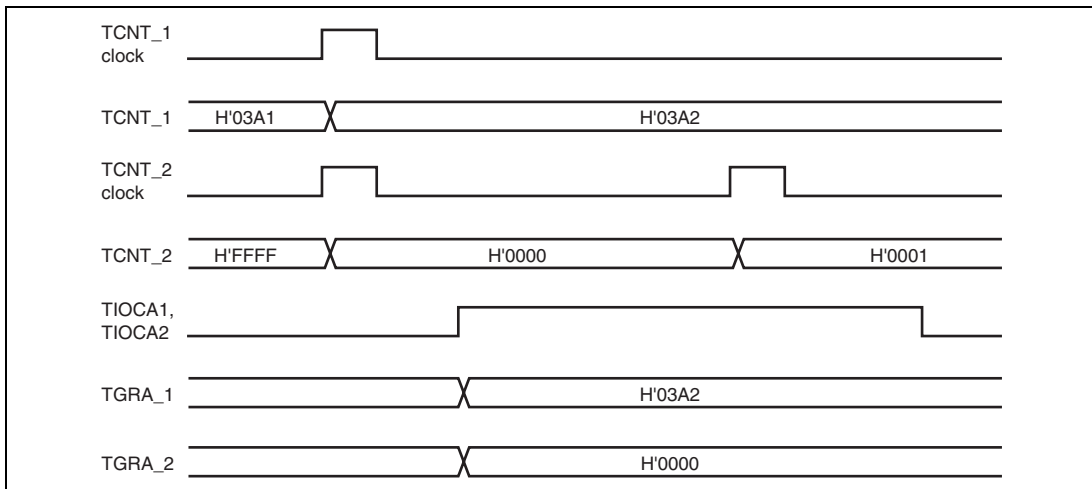 TCNT_1
clock
TCNT_1 H'03A1 H'03A2
TCNT_2
clock
TCNT_2 H'FFFF H'0000 H'0001
TIOCA1,
TIOCA2
TGRA_1 H'03A2
TGRA_2 H'0000